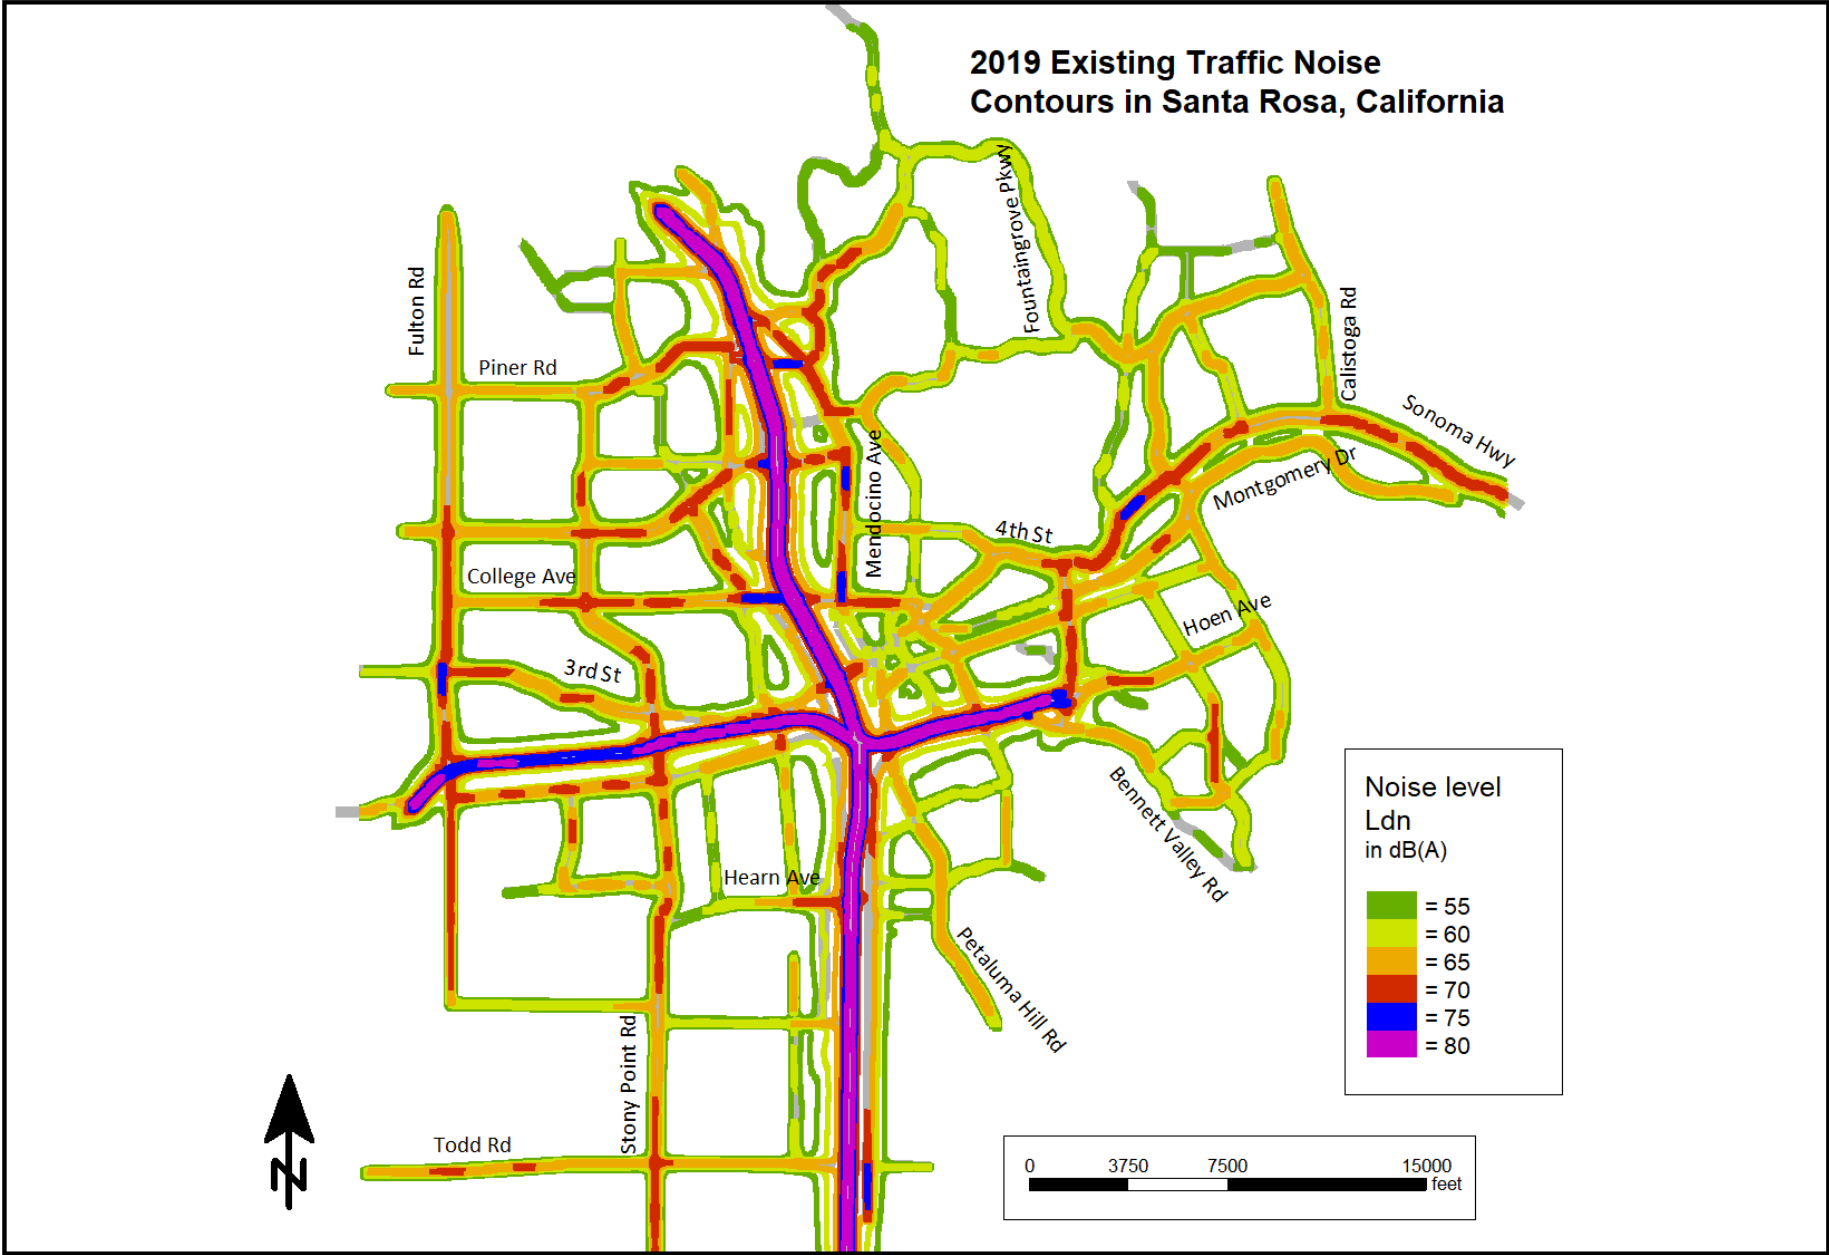 2019 Existing Traffic Noise
Contours in Santa Rosa, California
Fountaingrove Pkwy
Fulton Rd
Piner Rd
Calistoga Rd
Sonoma Hwy
Montgomery Dr
Mendocino Ave
4th St
College Ave
Hoen Ave
3rd St
Bennett Valley Rd
Hearn Ave
Petaluma Hill Rd
Stony Point Rd
Todd Rd
N
Noise level
Ldn
in dB(A)
= 55
= 60
= 65
= 70
= 75
= 80
0 3750 7500 15000
feet